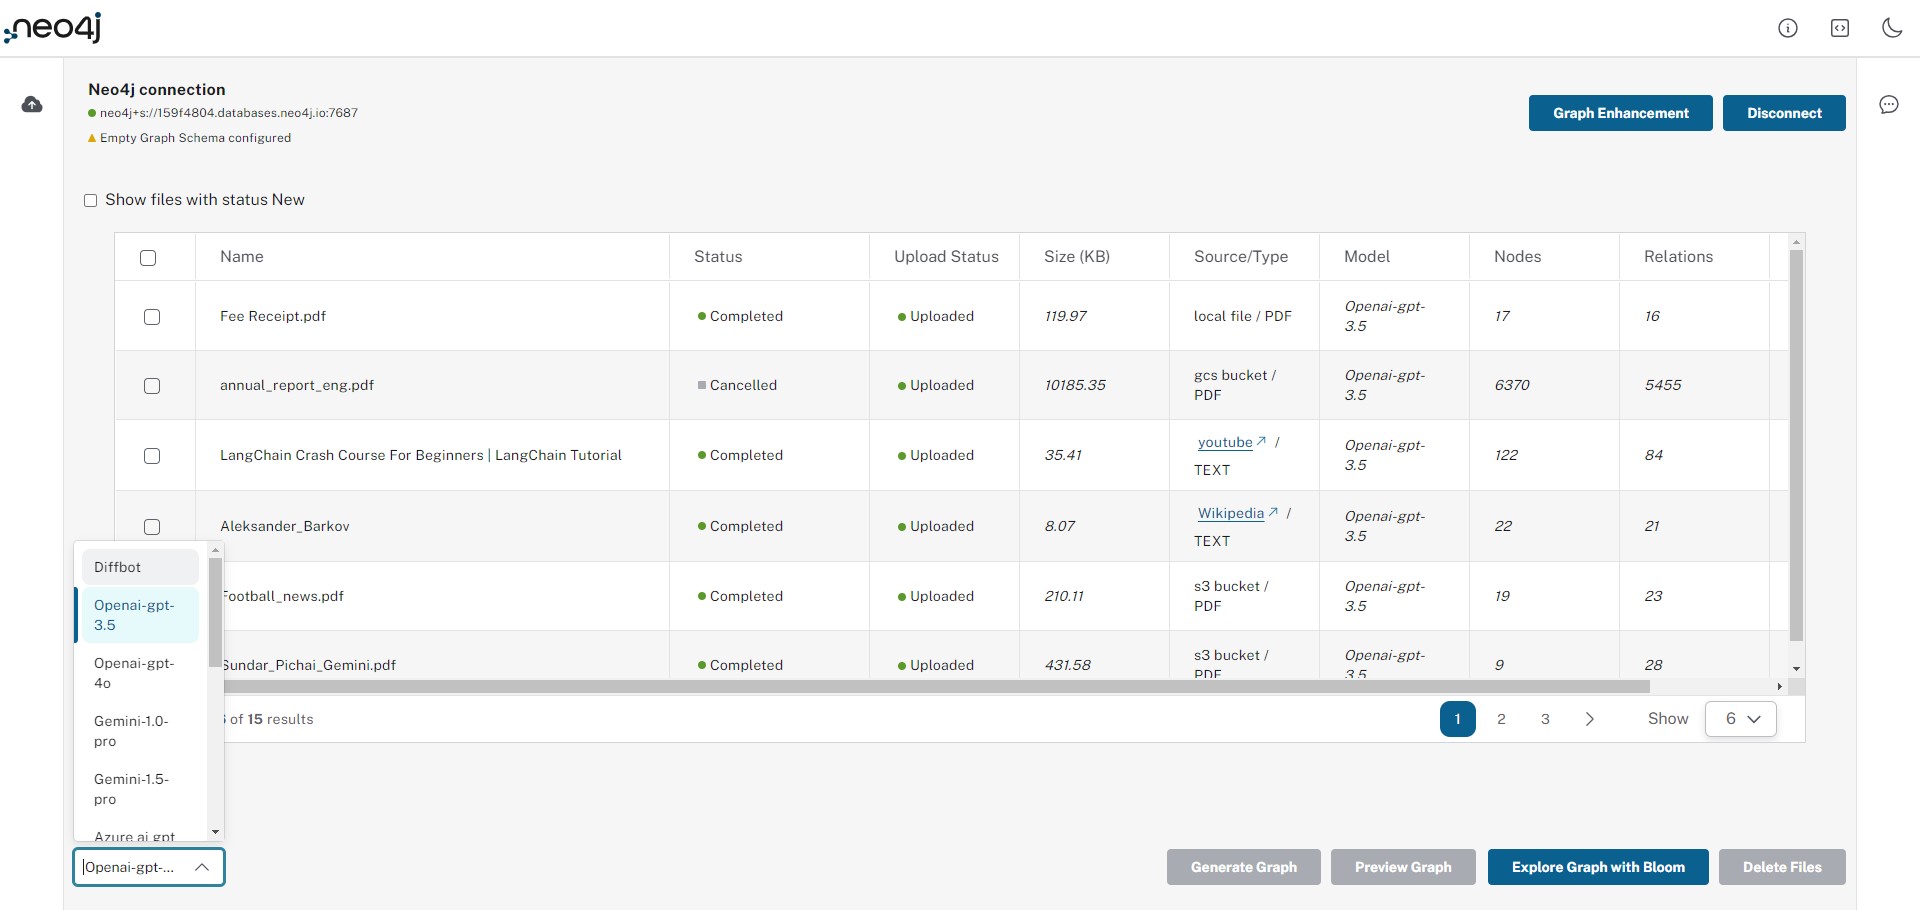 neo4j
Neo4j connection
neo4j+s://159f4804.databases.neo4j.io:7687
Empty Graph Schema configured
Graph Enhancement
Disconnect
Show files with status New
Name Status Upload Status Size (KB) Source/Type Model Nodes Relations
Fee Receipt.pdf Completed Uploaded 119.97 local file / PDF Openai-gpt-
3.5 17 16
annual_report_eng.pdf Cancelled Uploaded 10185.35 gcs bucket /
PDF Openai-gpt-
3.5 6370 5455
LangChain Crash Course For Beginners | LangChain Tutorial Completed Uploaded 35.41 youtube /
TEXT Openai-gpt-
3.5 122 84
Aleksander_Barkov Completed Uploaded 8.07 Wikipedia /
TEXT Openai-gpt-
3.5 22 21
Football_news.pdf Completed Uploaded 210.11 s3 bucket /
PDF Openai-gpt-
3.5 19 23
Sundar_Pichai_Gemini.pdf Completed Uploaded 431.58 s3 bucket /
PDF Openai-gpt-
3.5 9 28
6 of 15 results
1 2 3 Show 6
Diffbot
Openai-gpt-
3.5
Openai-gpt-
4o
Gemini-1.0-
pro
Gemini-1.5-
pro
Azure ai gpt
Openai-gpt-...
Generate Graph
Preview Graph
Explore Graph with Bloom
Delete Files